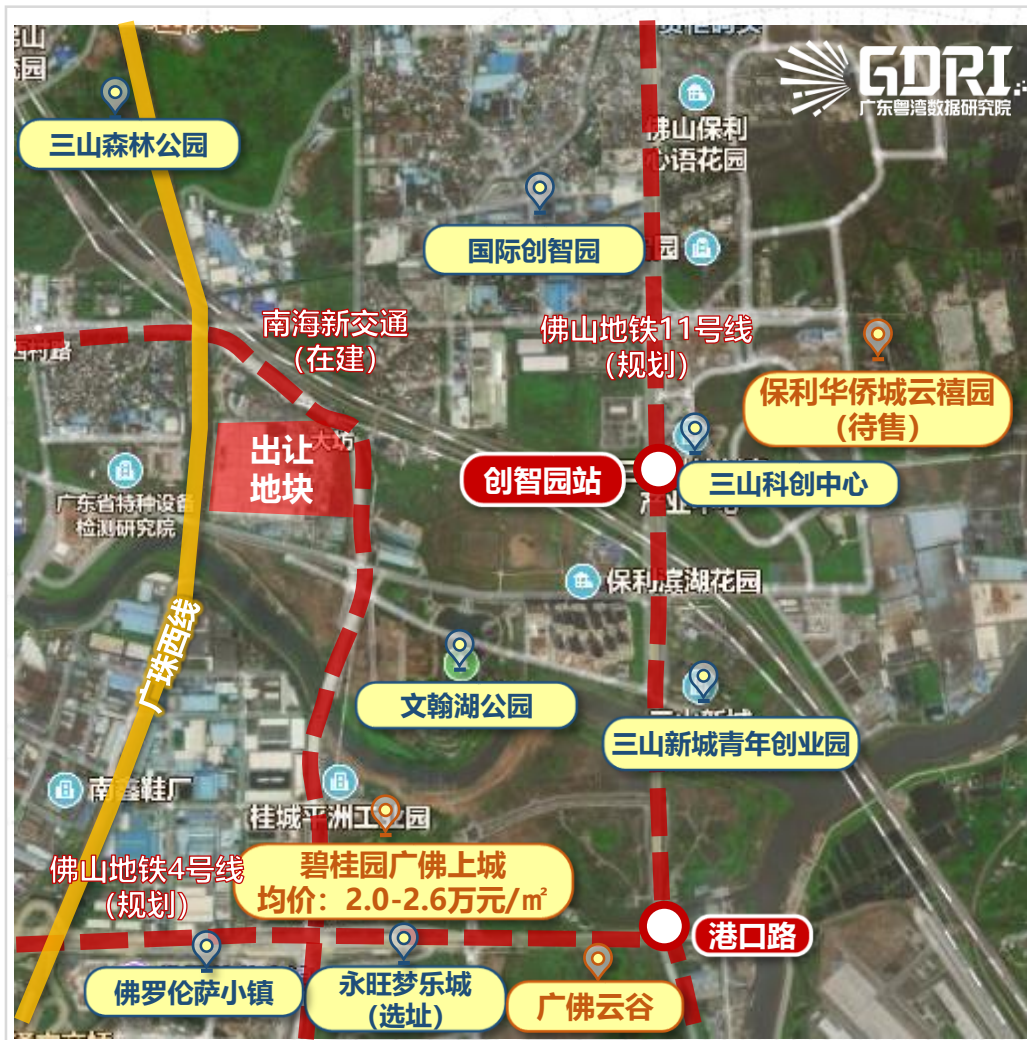 GDRI
广东粤湾数据研究院
三山森林公园
佛山保利
心语花园
国际创智园
南海新交通
(在建)
佛山地铁11号线
(规划)
保利华侨城云禧园
(待售)
大坊
出让
地块
创智园站
三山科创中心
广东省特种设备
检测研究院
保利滨湖花园
广珠西线
文翰湖公园
三山新城
三山新城青年创业园
南鑫鞋厂
桂城平洲工业园
碧桂园广佛上城
均价：2.0-2.6万元/㎡
佛山地铁4号线
(规划)
港口路
佛罗伦萨小镇
永旺梦乐城
(选址)
广佛云谷